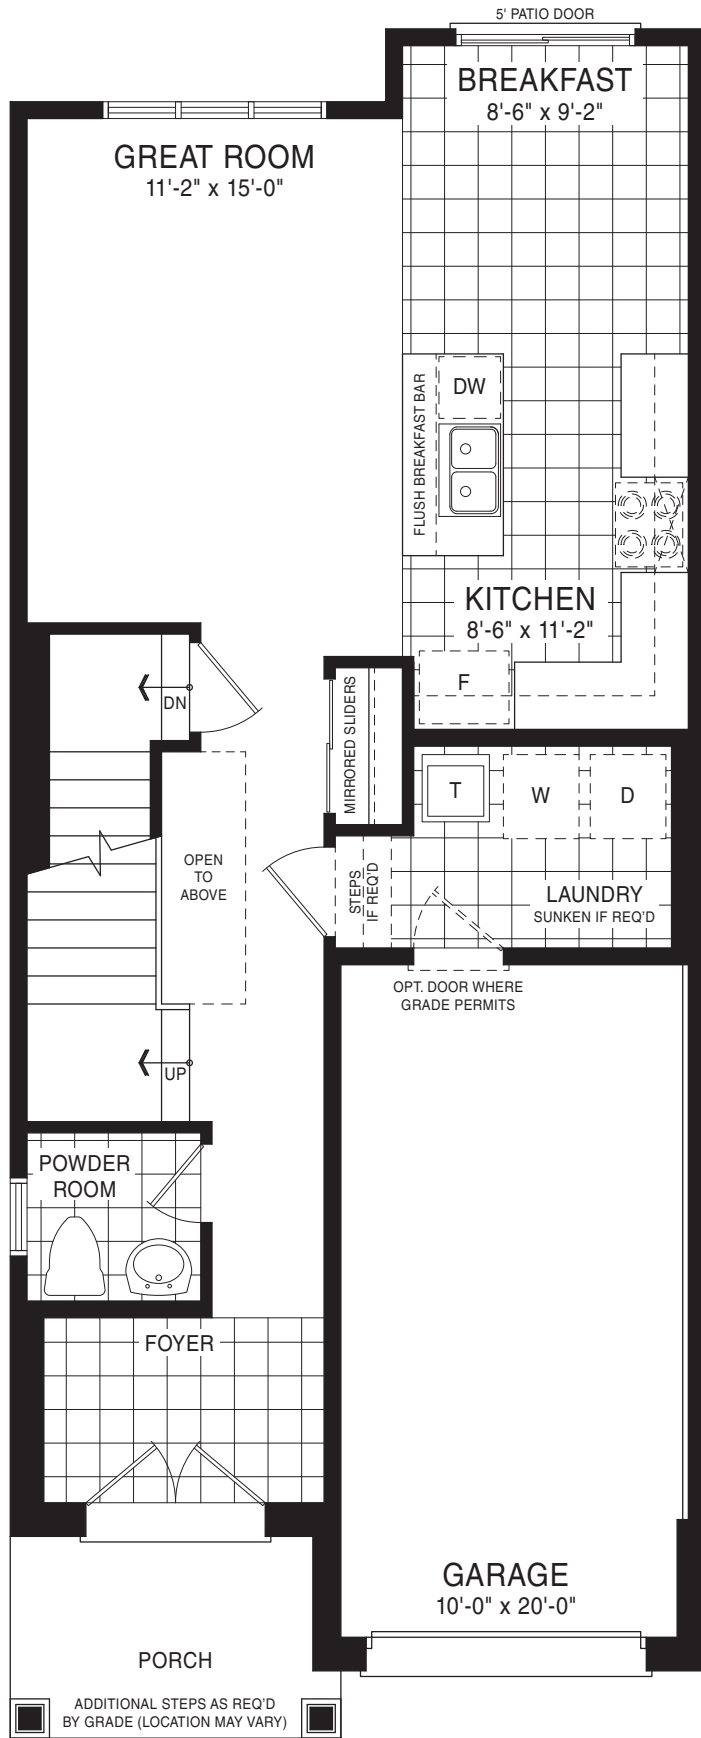 5' PATIO DOOR
BREAKFAST
8'-6" x 9'-2"
GREAT ROOM
11'-2" x 15'-0"
FLUSH BREAKFAST BAR
DW
KITCHEN
8'-6" x 11'-2"
F
DN
MIRRORED SLIDERS
T
W
D
OPEN
TO
ABOVE
STEPS
IF REQ'D
LAUNDRY
SUNKEN IF REQ'D
OPT. DOOR WHERE
GRADE PERMITS
UP
POWDER
ROOM
FOYER
GARAGE
10'-0" x 20'-0"
PORCH
ADDITIONAL STEPS AS REQ'D
BY GRADE (LOCATION MAY VARY)